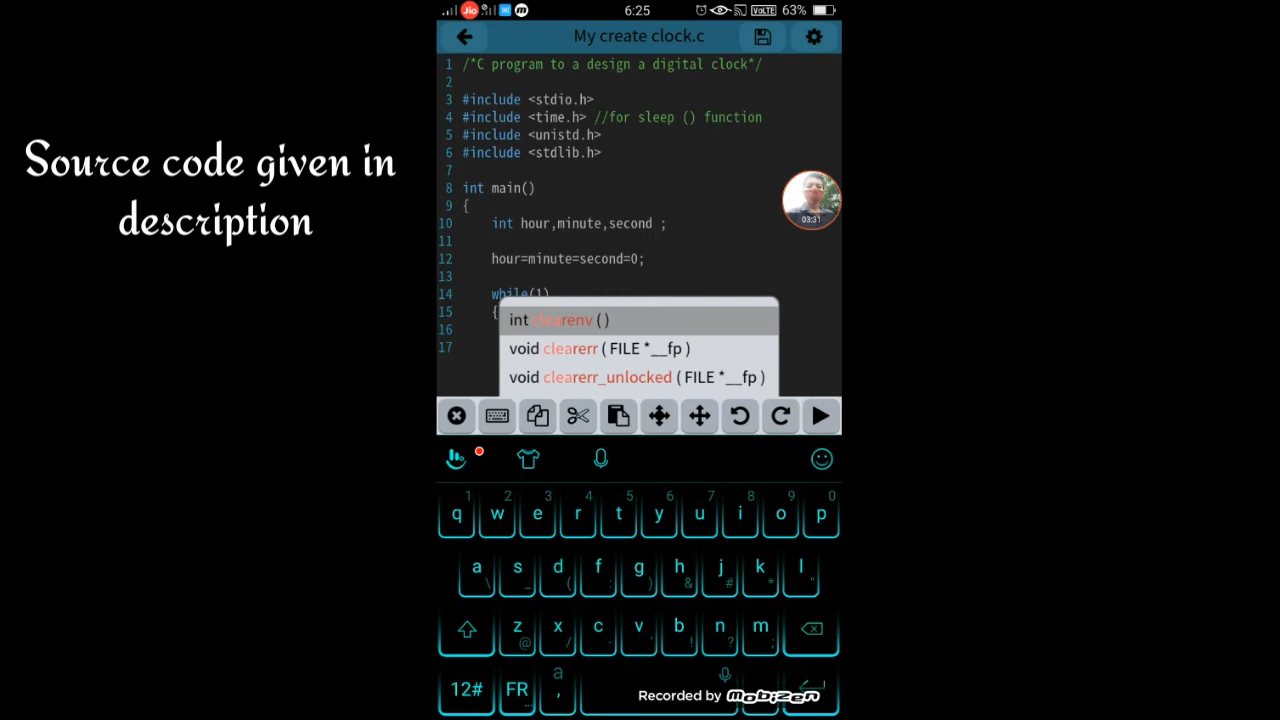 Source code given in
description
Jio
6:25
VoLTE
63%
My create clock.c
1 /*C program to a design a digital clock*/
2
3 #include <stdio.h>
4 #include <time.h> //for sleep () function
5 #include <unistd.h>
6 #include <stdlib.h>
7
8 int main()
9 {
10 int hour,minute,second ;
11
12 hour=minute=second=0;
13
14 while(1)
15 {
16
17
03:31
int clearenv ( )
void clearerr ( FILE *__fp )
void clearerr_unlocked ( FILE *__fp )
1 2 3 4 5 6 7 8 9 0
q w e r t y u i o p
a s d f g h j k l
\ _ ( : ) & # * "
z x c v b n m
@ / - ' ! ? ;
12# FR a , ...
Recorded by Mobizen